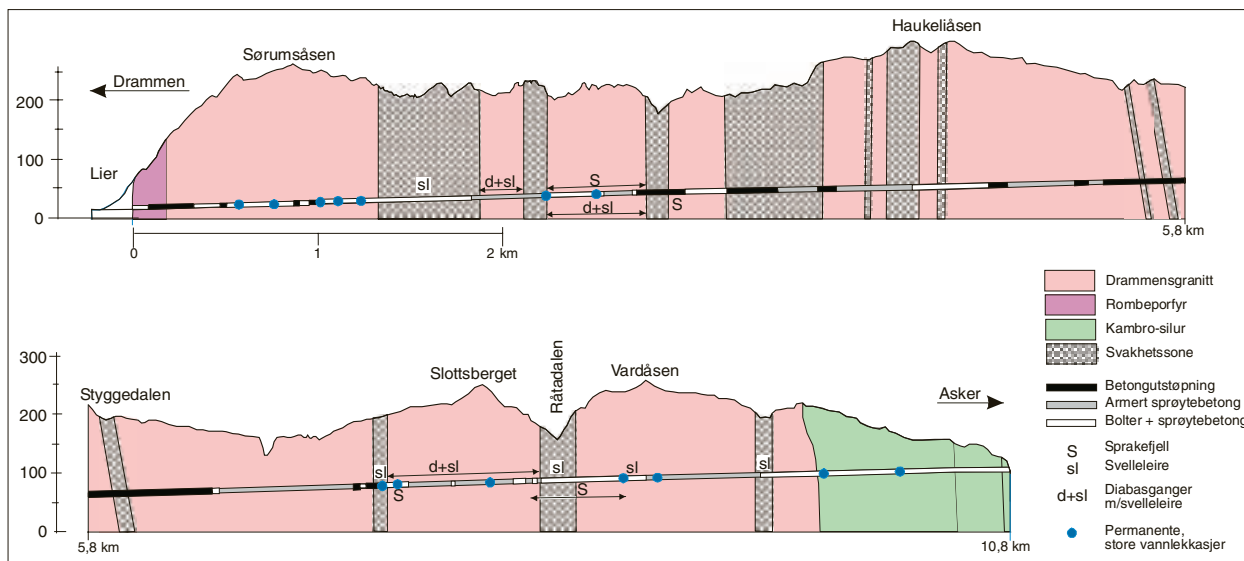 Haukeliåsen
Sørumsåsen
Drammen
200
100
0
Lier
sl
d+sl
S
d+sl
S
0
1
2 km
5,8 km
Drammensgranitt
Rombeporfyr
Kambro-silur
Svakhetssone
Betongutstøpning
Armert sprøytebetong
Bolter + sprøytebetong
S
Sprakefjell
sl
Svelleleire
d+sl
Diabasganger
m/svelleleire
Permanente,
store vannlekkasjer
300
200
100
0
Styggedalen
Slottsberget
Råtadalen
Vardåsen
Asker
sl
d+sl
S
sl
sl
S
sl
5,8 km
10,8 km